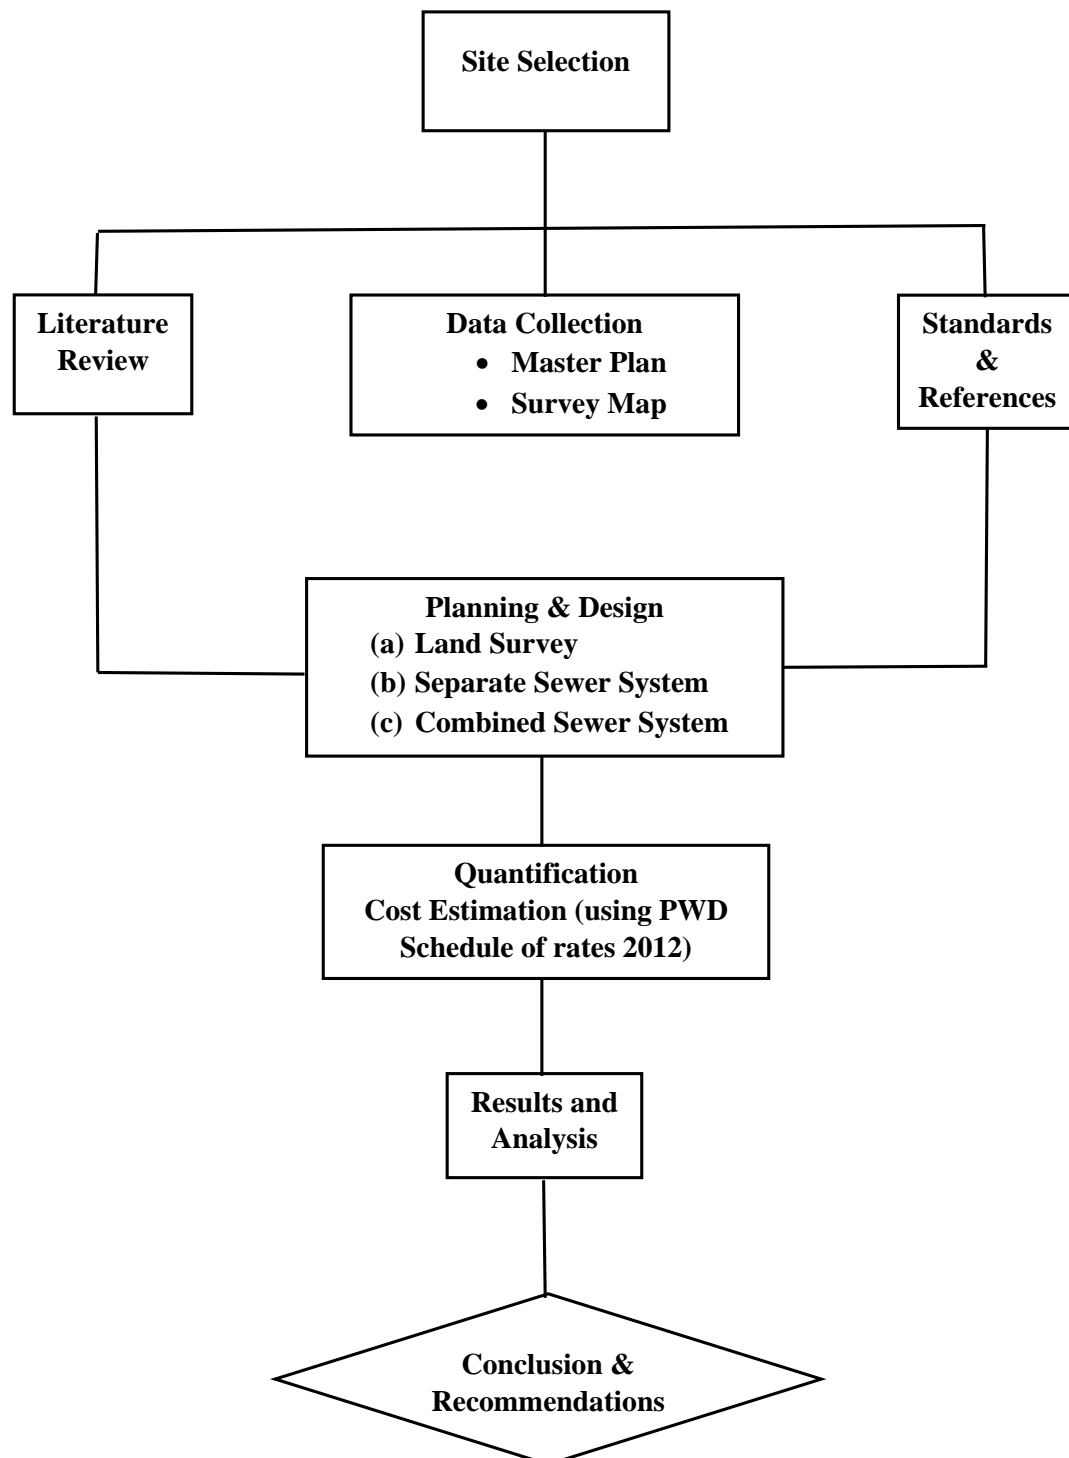 Site Selection
Literature
Review
Data Collection
• Master Plan
• Survey Map
Standards
&
References
Planning & Design
(a) Land Survey
(b) Separate Sewer System
(c) Combined Sewer System
Quantification
Cost Estimation (using PWD
Schedule of rates 2012)
Results and
Analysis
Conclusion &
Recommendations